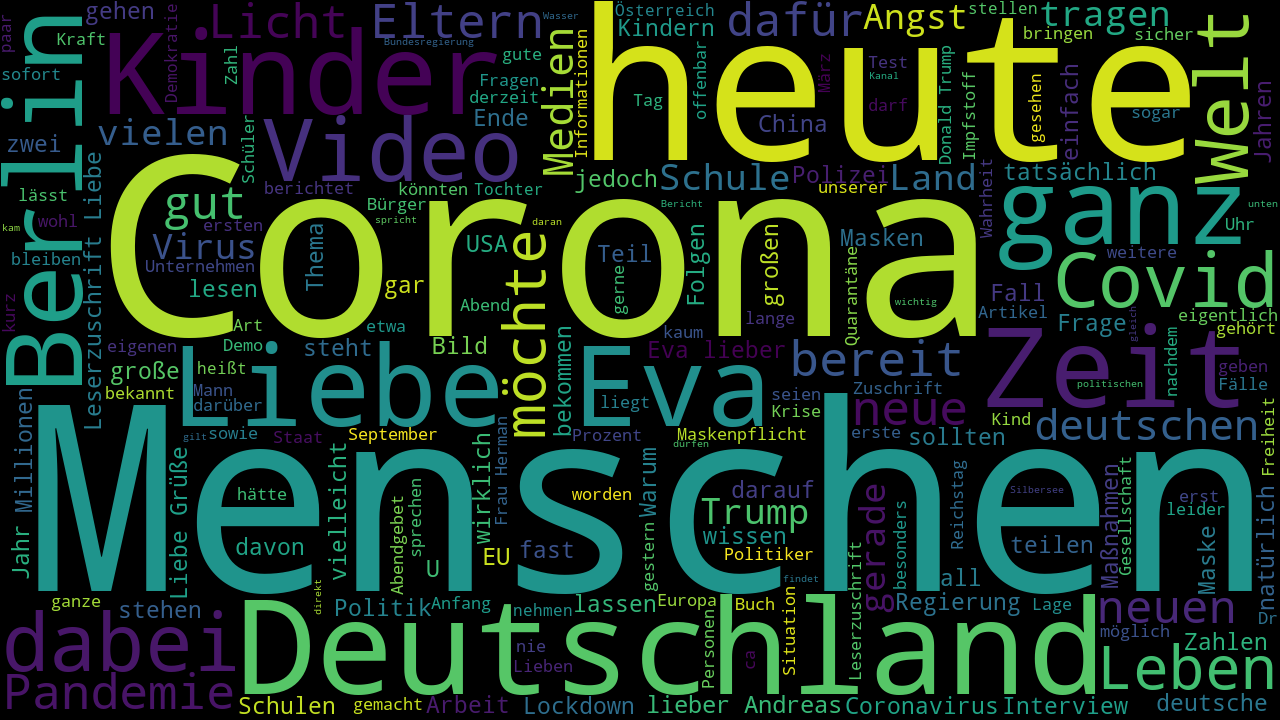 gehen
Licht
Eltern
Wasser
Österreich
Kindern
dafür
Angst
stellen
tragen
bringen
sicher
paar
Kraft
Kinder
heute
Welt
Zahl
Demokratie
Bundesregierung
gute
Fragen
derzeit
Ende
Medien
Informationen
offenbar
Tag
Test
Kanal
März
darf
China
Donald Trump
Impfstoff
gesehen
einfach
sogar
Jahren
sofort
Berlin
zwei
vielen
Schüler
Video
berichtet
könnten
Tochter
jedoch
Schule
Polizei
unserer
Land
Wahrheit
tatsächlich
ganz
unten
Uhr
lässt
wohl
kam
bleiben
Leserzuschrift Liebe
gut
ersten
Virus
Unternehmen
lesen
Bürger
spricht
daran
Bericht
Corona
Thema
USA
gar
Abend
möchte
Teil
gerne
Folgen
großen
Masken
Quarantäne
wichtig
weitere
Covid
Fall
Artikel
Frage
eigentlich
gehört
gleich
kurz
Art
Demo
etwa
kaum
lange
eigenen
große
bekannt
heißt
steht
Bild
Mann
darüber
Liebe
bekommen
Eva
Eva lieber
liegt
bereit
seien
Krise
Zuschrift
neue
Zeit
politischen
nachdem
geben
Fälle
Kind
deutschen
Freiheit
Millionen
gilt
sowie
Staat
September
Prozent
Maskenpflicht
dürfen
erste
sollten
Menschen
Jahr
Liebe Grüße
hätte
davon
vielleicht
Abendgebet
sprechen
wirklich
Frau Herman
EU
U
fast
worden
Warum
gestern
darauf
Trump
wissen
Politiker
gerade
besonders
Reichstag
Silbersee
teilen
all
Maßnahmen
Gesellschaft
erst
leider
Maske
natürlich
Dr
ganze
stehen
direkt
Politik
Anfang
nehmen
lassen
Europa
Buch
Situation
findet
Leserzuschrift
Regierung
Lage
neuen
möglich
Zahlen
dabei
Deutschland
nie
Lieben
Personen
ca
Leben
Pandemie
Schulen
gemacht
Arbeit
Lockdown
lieber Andreas
Coronavirus
Interview
deutsche